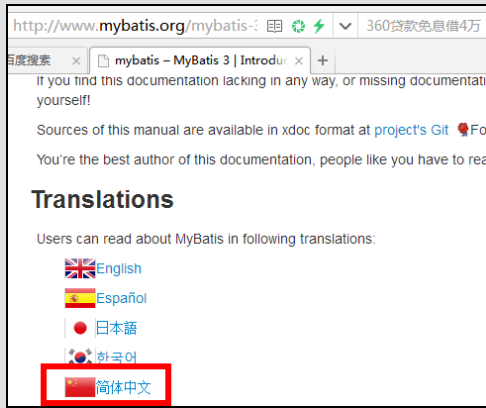 http://www.mybatis.org/mybatis-3 360贷款免息借4万
百度搜素 × mybatis – MyBatis 3 | Introduc × +
If you find this documentation lacking in any way, or missing documentati
yourself!
Sources of this manual are available in xdoc format at project's Git Fo
You're the best author of this documentation, people like you have to rea
Translations
Users can read about MyBatis in following translations:
English
Español
日本語
한국어
简体中文